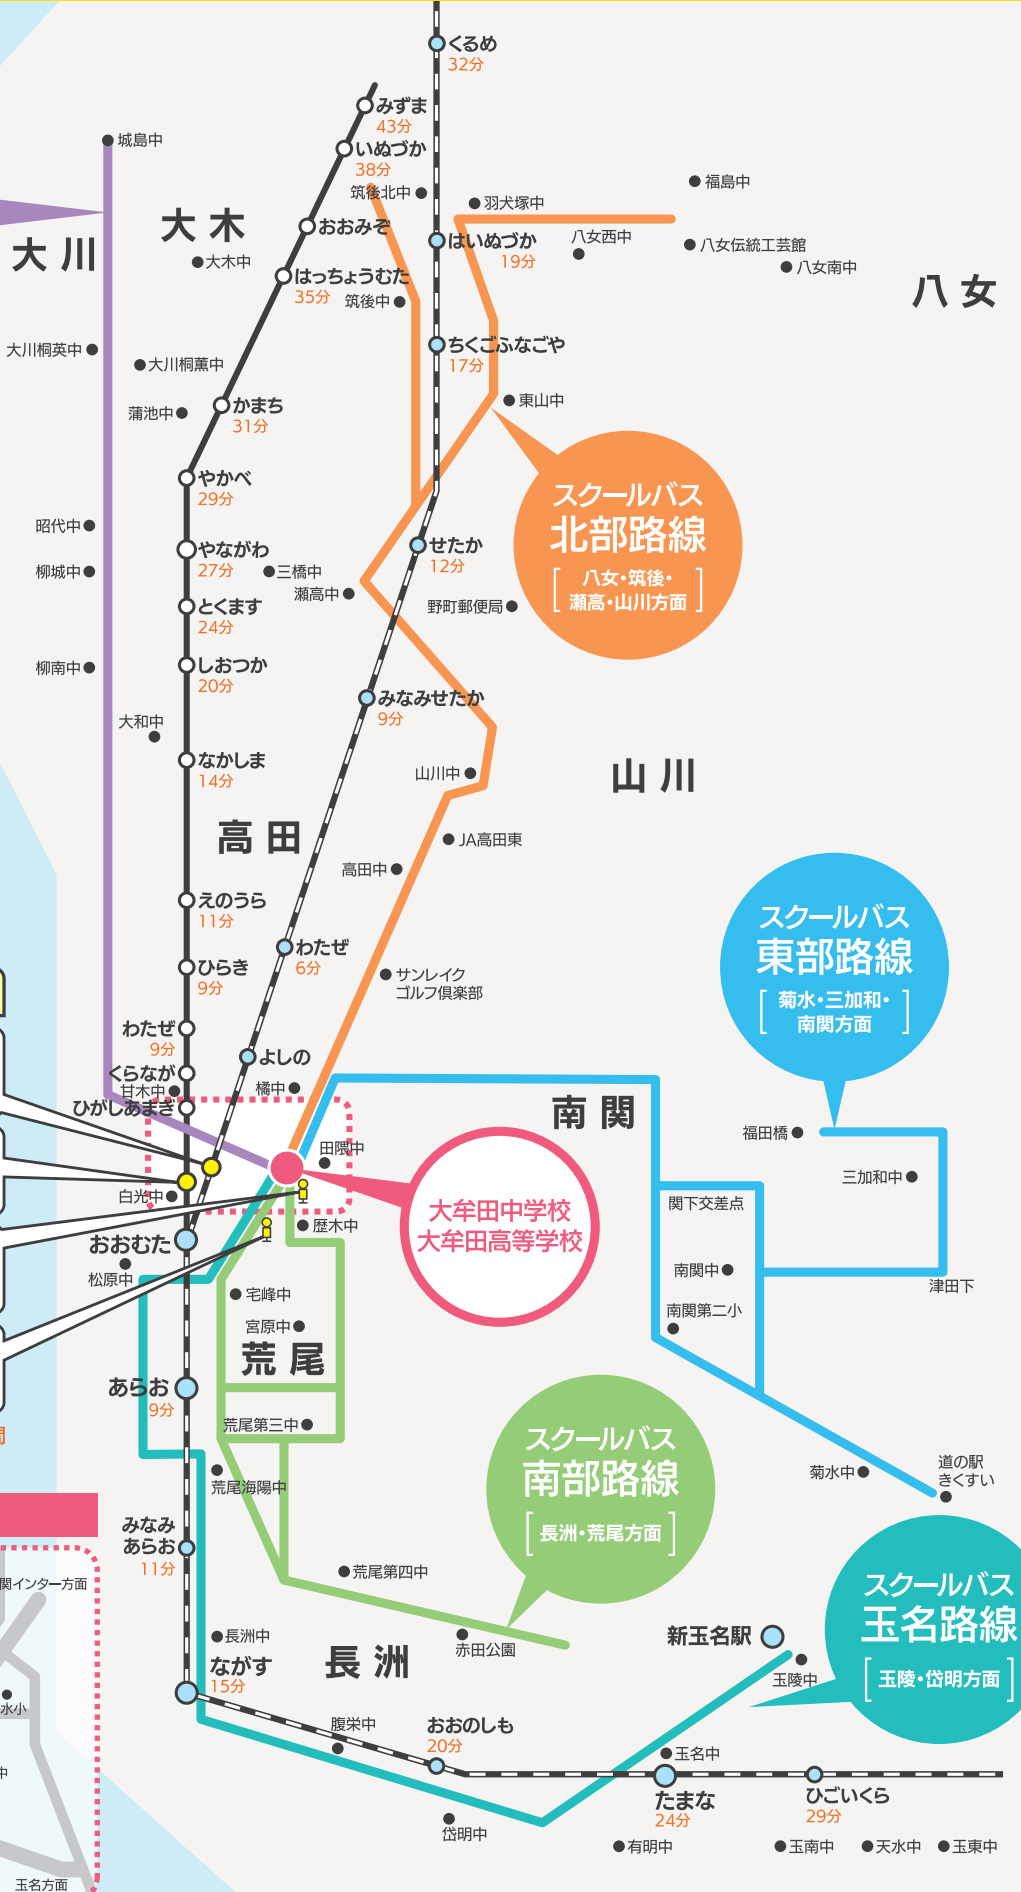 くるめ
32分
みずま
43分
城島中
いぬづか
38分
筑後北中
羽犬塚中
福島中
大木
おおみぞ
はいぬづか
19分
八女西中
八女伝統工芸館
八女南中
大川
大木中
はっちょうむた
35分
筑後中
八女
大川桐英中
大川桐薫中
ちくごふなごや
17分
蒲池中
かまち
31分
東山中
やかべ
29分
スクールバス
北部路線
八女・筑後・
瀬高・山川方面
昭代中
やながわ
27分
三橋中
せたか
12分
柳城中
瀬高中
野町郵便局
とくます
24分
しおつか
20分
柳南中
みなみせたか
9分
大和中
なかしま
14分
山川中
山川
高田
JA高田東
高田中
えのうら
11分
わたぜ
6分
ひらき
9分
サンレイク
ゴルフ倶楽部
スクールバス
東部路線
菊水・三加和・
南関方面
わたぜ
9分
よしの
くらなが
甘木中
橘中
ひがしあまぎ
南関
福田橋
田隈中
三加和中
白光中
関下交差点
大牟田中学校
大牟田高等学校
歴木中
おおむた
松原中
南関中
津田下
宅峰中
南関第二小
宮原中
荒尾
あらお
9分
荒尾第三中
スクールバス
南部路線
長洲・荒尾方面
荒尾海陽中
菊水中
道の駅
きくすい
みなみ
あらお
11分
荒尾第四中
関インター方面
スクールバス
玉名路線
玉陵・岱明方面
長洲中
赤田公園
新玉名駅
長洲
ながす
15分
玉陵中
水小
腹栄中
おおのしも
20分
玉名中
中
たまな
24分
ひごいくら
29分
岱明中
有明中
玉南中
天水中
玉東中
玉名方面